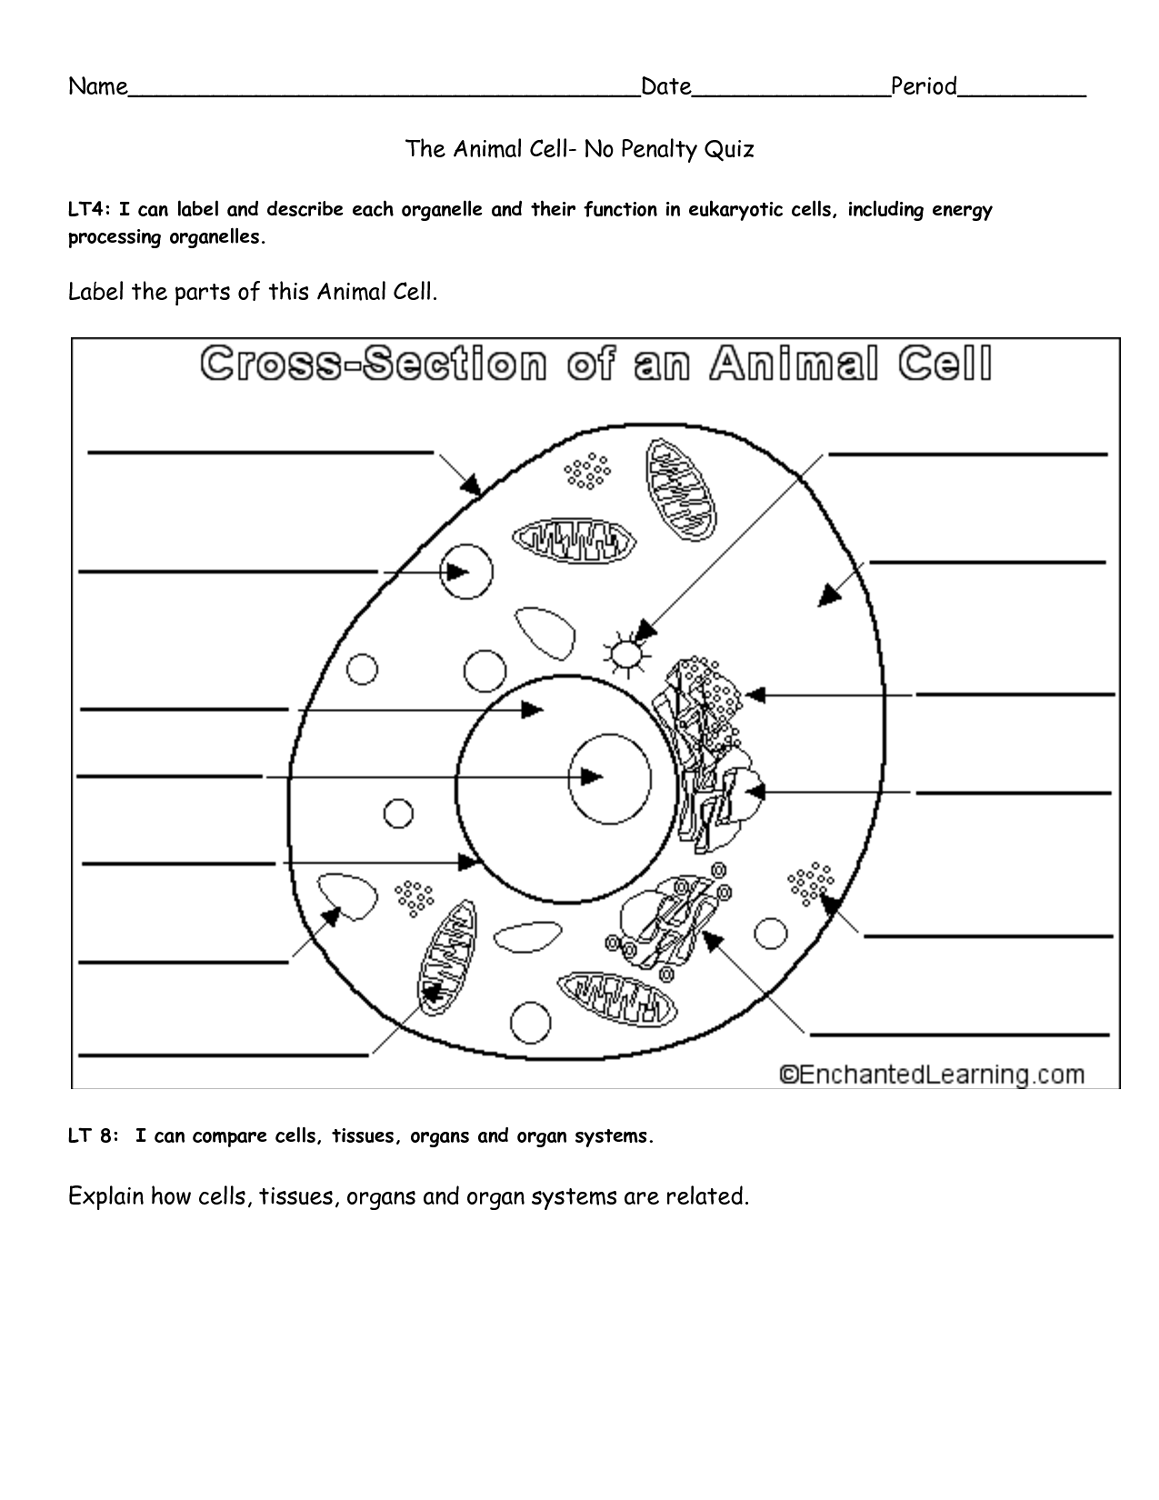 Name________________________________________Date________________Period__________
The Animal Cell- No Penalty Quiz
LT4: I can label and describe each organelle and their function in eukaryotic cells, including energy
processing organelles.
Label the parts of this Animal Cell.
Cross-Section of an Animal Cell
©EnchantedLearning.com
LT 8: I can compare cells, tissues, organs and organ systems.
Explain how cells, tissues, organs and organ systems are related.